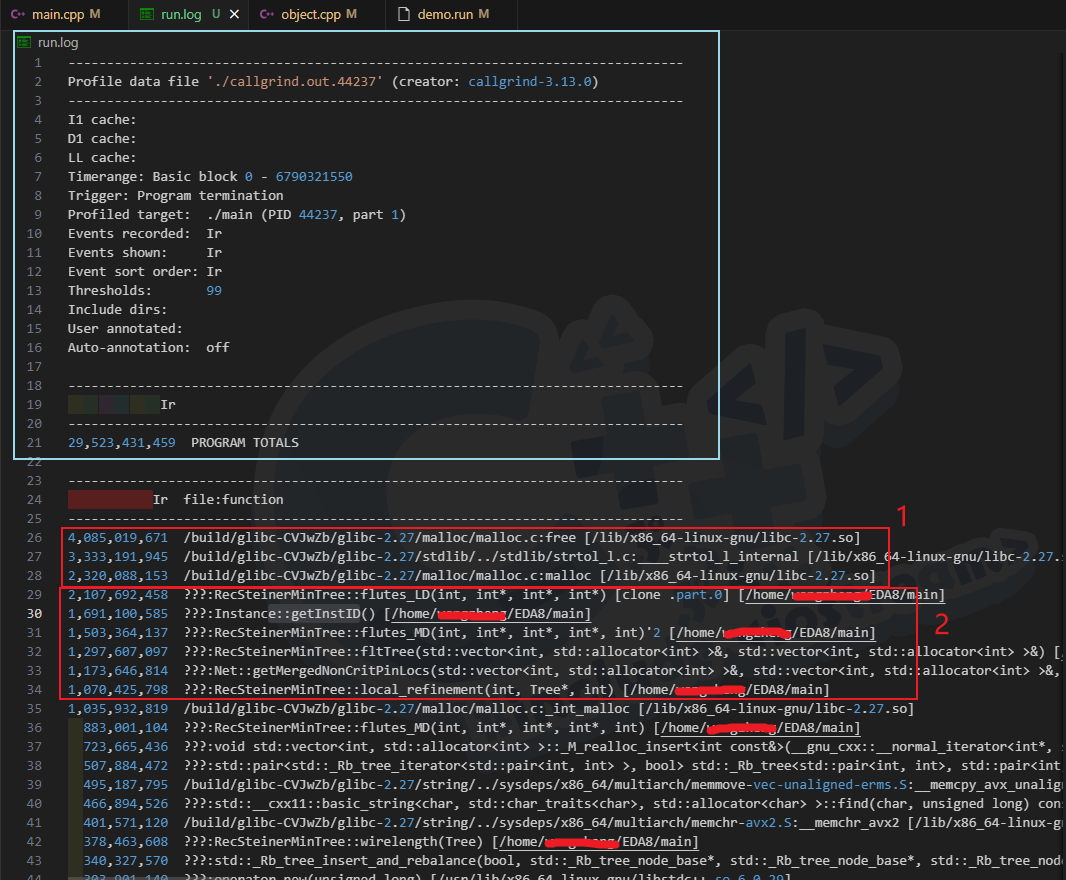 main.cpp M run.log U object.cpp M demo.run M
run.log
1 --------------------------------------------------------------------------------
2 Profile data file './callgrind.out.44237' (creator: callgrind-3.13.0)
3 --------------------------------------------------------------------------------
4 I1 cache:
5 D1 cache:
6 LL cache:
7 Timerange: Basic block 0 - 6790321550
8 Trigger: Program termination
9 Profiled target: ./main (PID 44237, part 1)
10 Events recorded: Ir
11 Events shown: Ir
12 Event sort order: Ir
13 Thresholds: 99
14 Include dirs:
15 User annotated:
16 Auto-annotation: off
17
18 --------------------------------------------------------------------------------
19 Ir
20 --------------------------------------------------------------------------------
21 29,523,431,459 PROGRAM TOTALS
22
23 --------------------------------------------------------------------------------
24 Ir file:function
25 --------------------------------------------------------------------------------
1
26 4,085,019,671 /build/glibc-CVJwZb/glibc-2.27/malloc/malloc.c:free [/lib/x86_64-linux-gnu/libc-2.27.so]
27 3,333,191,945 /build/glibc-CVJwZb/glibc-2.27/stdlib/../stdlib/strtol_l.c:____strtol_l_internal [/lib/x86_64-linux-gnu/libc-2.27.
28 2,320,088,153 /build/glibc-CVJwZb/glibc-2.27/malloc/malloc.c:malloc [/lib/x86_64-linux-gnu/libc-2.27.so]
29 2,107,692,458 ???:RecSteinerMinTree::flutes_LD(int, int*, int*, int*) [clone .part.0] [/home/ /EDA8/main]
30 1,691,100,585 ???:Instance::getInstID() [/home/ /EDA8/main]
2
31 1,503,364,137 ???:RecSteinerMinTree::flutes_MD(int, int*, int*, int*, int)'2 [/home/ /EDA8/main]
32 1,297,607,097 ???:RecSteinerMinTree::fltTree(std::vector<int, std::allocator<int> >&, std::vector<int, std::allocator<int> >&) [/
33 1,173,646,814 ???:Net::getMergedNonCritPinLocs(std::vector<int, std::allocator<int> >&, std::vector<int, std::allocator<int> >&,
34 1,070,425,798 ???:RecSteinerMinTree::local_refinement(int, Tree*, int) [/home/ /EDA8/main]
35 1,035,932,819 /build/glibc-CVJwZb/glibc-2.27/malloc/malloc.c:_int_malloc [/lib/x86_64-linux-gnu/libc-2.27.so]
36 883,001,104 ???:RecSteinerMinTree::flutes_MD(int, int*, int*, int*, int) [/home/ /EDA8/main]
37 723,665,436 ???:void std::vector<int, std::allocator<int> >::_M_realloc_insert<int const&>(__gnu_cxx::__normal_iterator<int*,
38 507,884,472 ???:std::pair<std::_Rb_tree_iterator<std::pair<int, int> >, bool> std::_Rb_tree<std::pair<int, int>, std::pair<int
39 495,187,795 /build/glibc-CVJwZb/glibc-2.27/string/../sysdeps/x86_64/multiarch/memmove-vec-unaligned-erms.S:__memcpy_avx_unalig
40 466,894,526 ???:std::__cxx11::basic_string<char, std::char_traits<char>, std::allocator<char> >::find(char, unsigned long) cons
41 401,571,120 /build/glibc-CVJwZb/glibc-2.27/string/../sysdeps/x86_64/multiarch/memchr-avx2.S:__memchr_avx2 [/lib/x86_64-linux-g
42 378,463,608 ???:RecSteinerMinTree::wirelength(Tree) [/home/ /EDA8/main]
43 340,327,570 ???:std::_Rb_tree_insert_and_rebalance(bool, std::_Rb_tree_node_base*, std::_Rb_tree_node_base*, std::_Rb_tree_nod
44 303,901,140 ???:operator new(unsigned long) [/usr/lib/x86_64-linux-gnu/libstdc++.so.6.0.29]